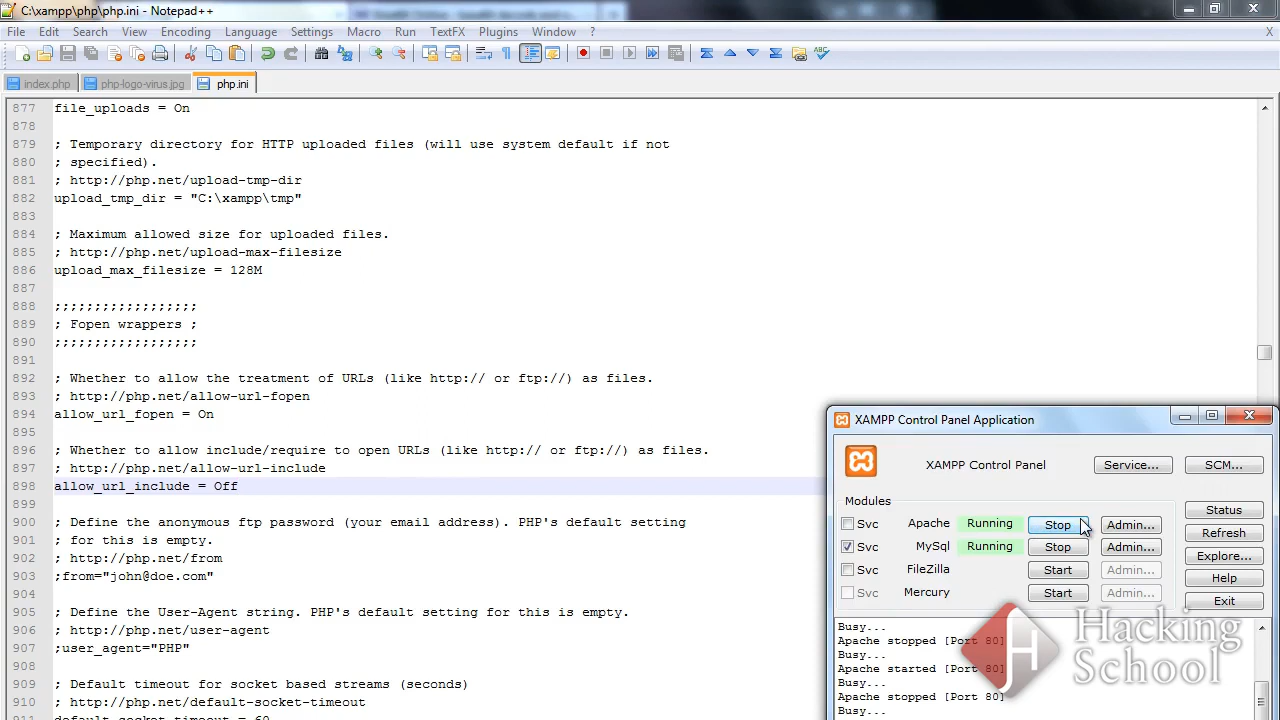 C:\xampp\php\php.ini - Notepad++
File Edit Search View Encoding Language Settings Macro Run TextFX Plugins Window ? X
index.php php-logo-virus.jpg php.ini
877 file_uploads = On
878
879 ; Temporary directory for HTTP uploaded files (will use system default if not
880 ; specified).
881 ; http://php.net/upload-tmp-dir
882 upload_tmp_dir = "C:\xampp\tmp"
883
884 ; Maximum allowed size for uploaded files.
885 ; http://php.net/upload-max-filesize
886 upload_max_filesize = 128M
887
888 ;;;;;;;;;;;;;;;;;;
889 ; Fopen wrappers ;
890 ;;;;;;;;;;;;;;;;;;
891
892 ; Whether to allow the treatment of URLs (like http:// or ftp://) as files.
893 ; http://php.net/allow-url-fopen
894 allow_url_fopen = On
895
896 ; Whether to allow include/require to open URLs (like http:// or ftp://) as files.
897 ; http://php.net/allow-url-include
898 allow_url_include = Off
899
900 ; Define the anonymous ftp password (your email address). PHP's default setting
901 ; for this is empty.
902 ; http://php.net/from
903 ;from="john@doe.com"
904
905 ; Define the User-Agent string. PHP's default setting for this is empty.
906 ; http://php.net/user-agent
907 ;user_agent="PHP"
908
909 ; Default timeout for socket based streams (seconds)
910 ; http://php.net/default-socket-timeout
911 default_socket_timeout = 60
XAMPP Control Panel Application
XAMPP Control Panel Service... SCM...
Modules
Svc Apache Running Stop Admin...
Svc MySql Running Stop Admin...
Svc FileZilla Start Admin...
Svc Mercury Start Admin...
Status
Refresh
Explore...
Help
Exit
Busy...
Apache stopped [Port 80]
Busy...
Apache started [Port 80]
Busy...
Apache stopped [Port 80]
Busy...
H Hacking
School